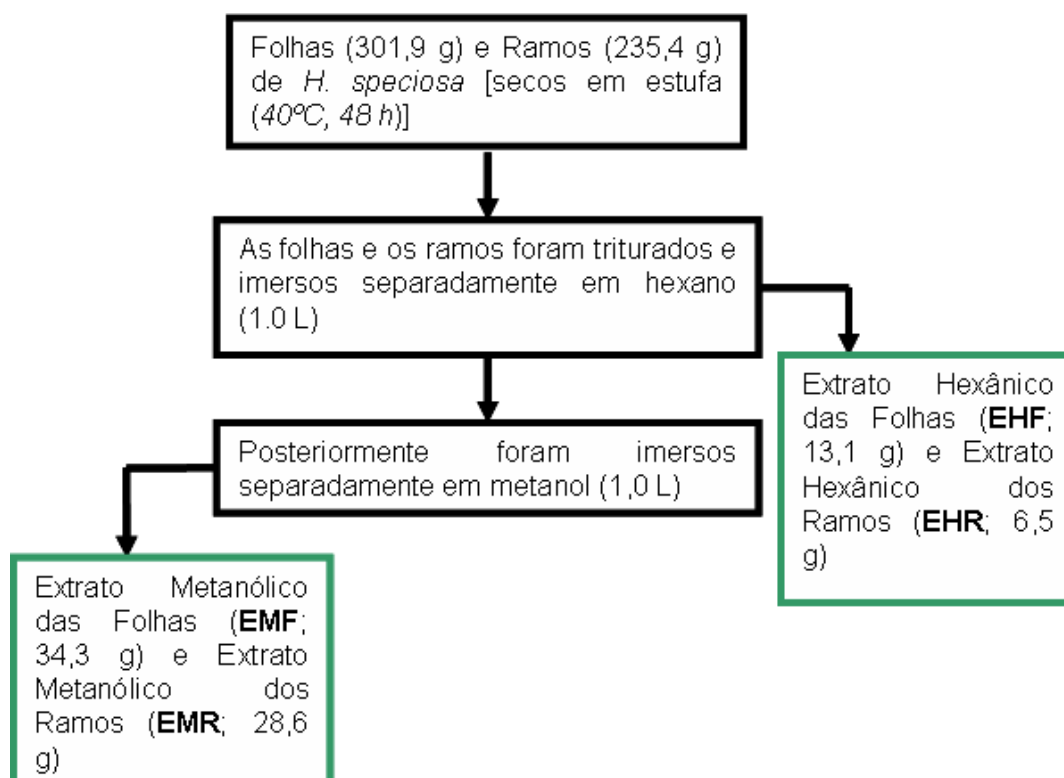 Folhas (301,9 g) e Ramos (235,4 g)
de H. speciosa [secos em estufa
(40ºC, 48 h)]
As folhas e os ramos foram triturados e
imersos separadamente em hexano
(1.0 L)
Extrato Hexânico
das Folhas (EHF;
13,1 g) e Extrato
Hexânico dos
Ramos (EHR; 6,5
g)
Posteriormente foram imersos
separadamente em metanol (1,0 L)
Extrato Metanólico
das Folhas (EMF;
34,3 g) e Extrato
Metanólico dos
Ramos (EMR; 28,6
g)